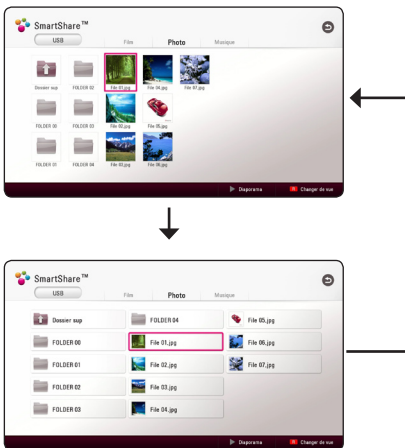 SmartShare™
USB
Film Photo Musique
Dossier sup FOLDER 02 File 01.jpg File 04.jpg File 07.jpg
FOLDER 00 FOLDER 03 File 02.jpg File 05.jpg
FOLDER 01 FOLDER 04 File 03.jpg File 06.jpg
Diaporama Changer de vue
SmartShare™
USB
Film Photo Musique
Dossier sup FOLDER 04 File 05.jpg
FOLDER 00 File 01.jpg File 06.jpg
FOLDER 01 File 02.jpg File 07.jpg
FOLDER 02 File 03.jpg
FOLDER 03 File 04.jpg
Diaporama Changer de vue